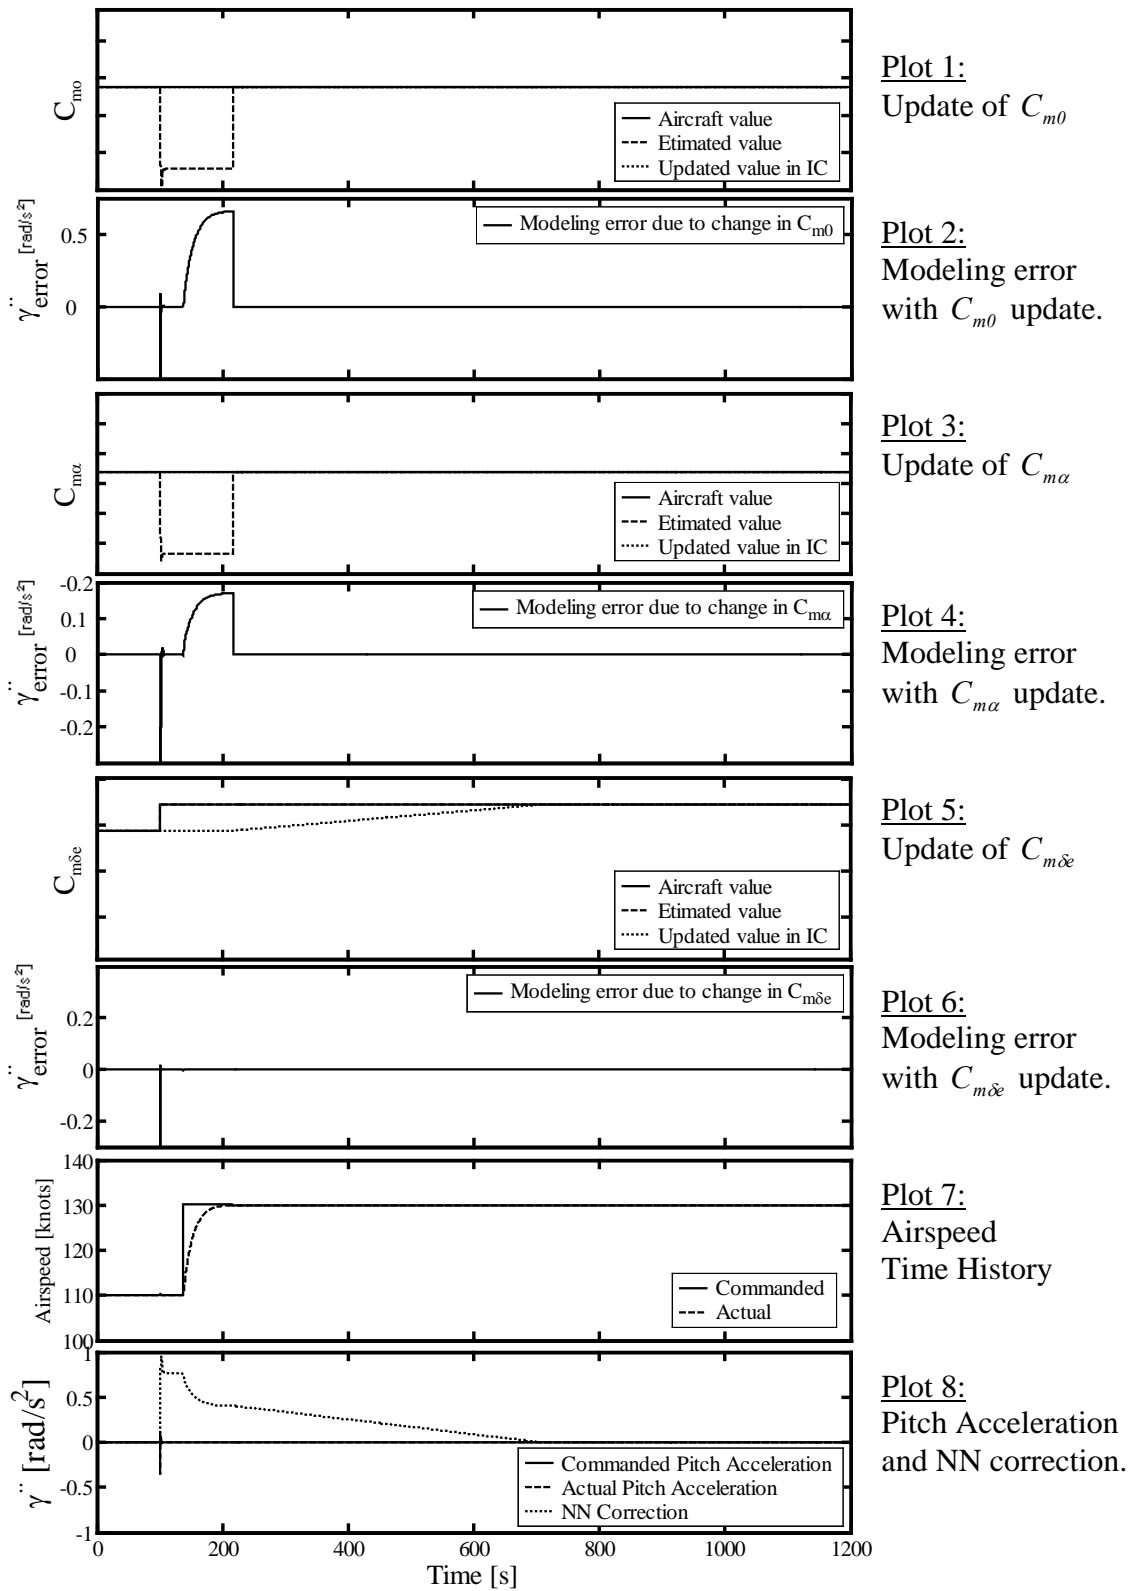 C_mo
Aircraft value
Etimated value
Updated value in IC
Plot 1:
Update of C_m0
γ̈_error [rad/s²]
0.5
0
Modeling error due to change in C_m0
Plot 2:
Modeling error
with C_m0 update.
C_mα
Aircraft value
Etimated value
Updated value in IC
Plot 3:
Update of C_mα
γ̈_error [rad/s²]
-0.2
0.1
0
-0.1
-0.2
Modeling error due to change in C_mα
Plot 4:
Modeling error
with C_mα update.
C_mδe
Aircraft value
Etimated value
Updated value in IC
Plot 5:
Update of C_mδe
γ̈_error [rad/s²]
0.2
0
-0.2
Modeling error due to change in C_mδe
Plot 6:
Modeling error
with C_mδe update.
Airspeed [knots]
140
130
120
110
100
Commanded
Actual
Plot 7:
Airspeed
Time History
γ̈ [rad/s²]
1
0.5
0
-0.5
-1
Commanded Pitch Acceleration
Actual Pitch Acceleration
NN Correction
Plot 8:
Pitch Acceleration
and NN correction.
0 200 400 600 800 1000 1200
Time [s]